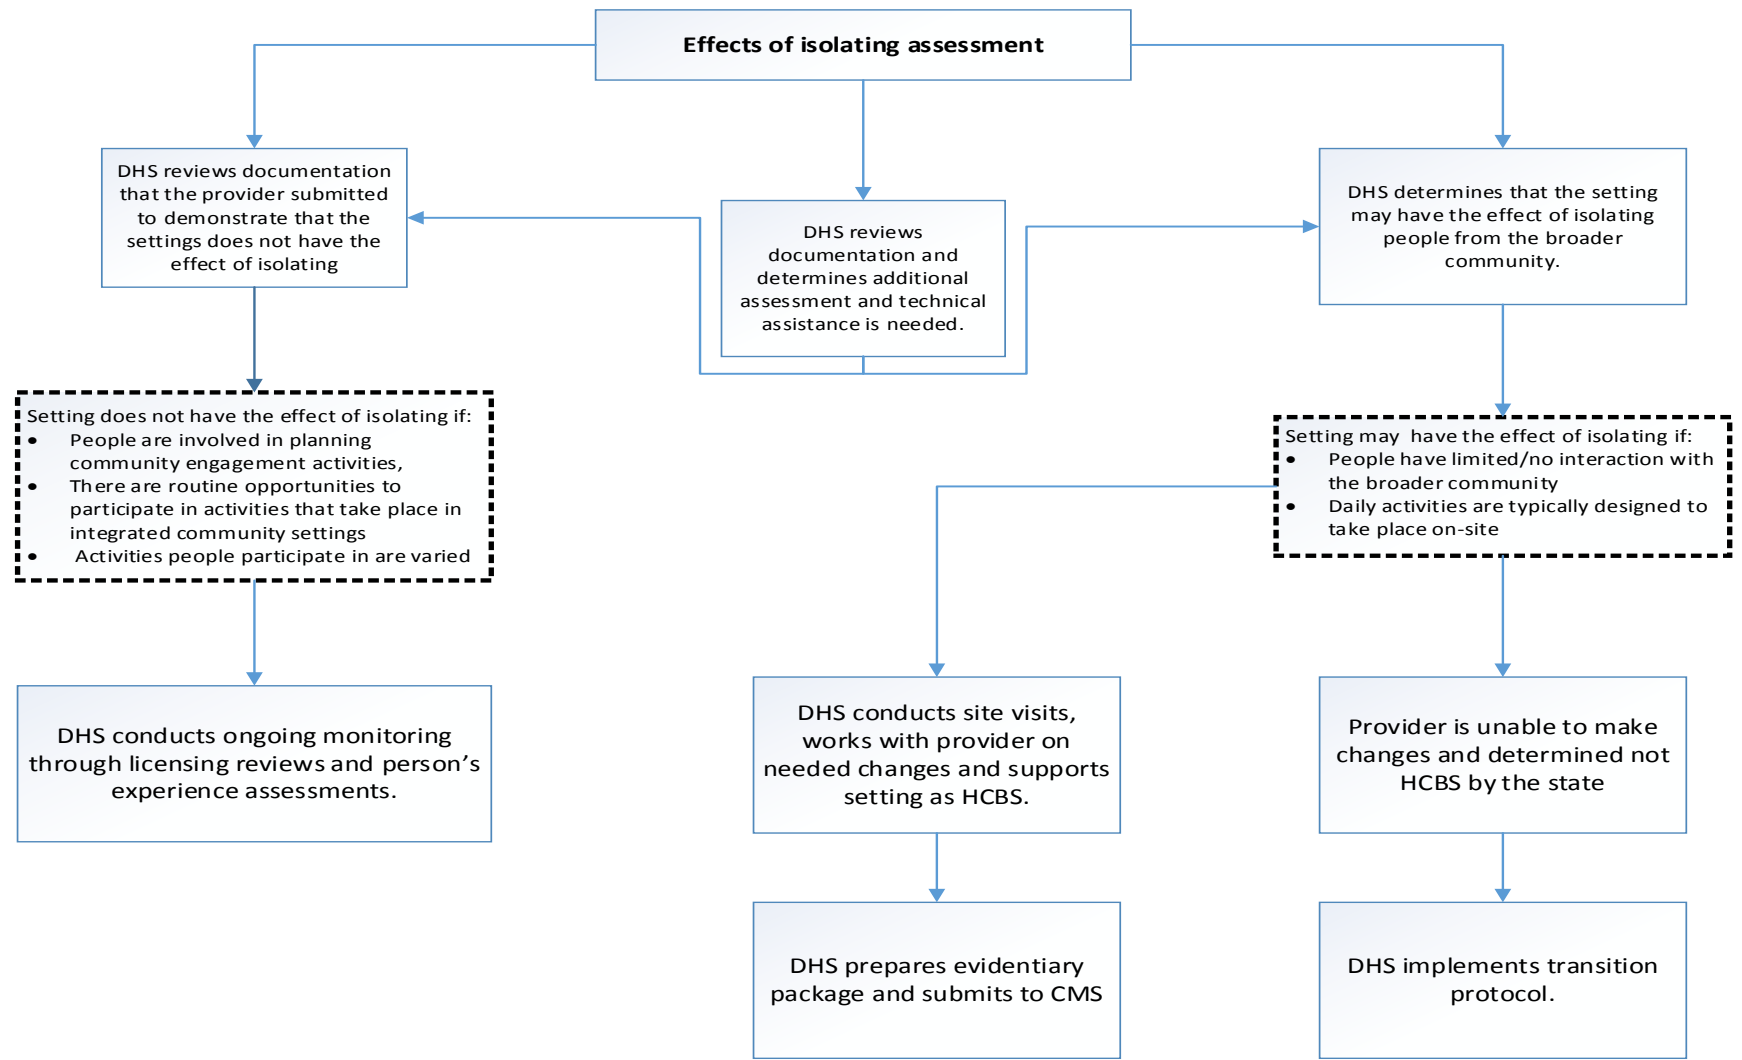 Effects of isolating assessment
DHS reviews documentation
that the provider submitted
to demonstrate that the
settings does not have the
effect of isolating
DHS reviews
documentation and
determines additional
assessment and technical
assistance is needed.
DHS determines that the setting
may have the effect of isolating
people from the broader
community.
Setting does not have the effect of isolating if:
• People are involved in planning
community engagement activities,
• There are routine opportunities to
participate in activities that take place in
integrated community settings
• Activities people participate in are varied
Setting may have the effect of isolating if:
• People have limited/no interaction with
the broader community
• Daily activities are typically designed to
take place on-site
DHS conducts ongoing monitoring
through licensing reviews and person’s
experience assessments.
DHS conducts site visits,
works with provider on
needed changes and supports
setting as HCBS.
Provider is unable to make
changes and determined not
HCBS by the state
DHS prepares evidentiary
package and submits to CMS
DHS implements transition
protocol.